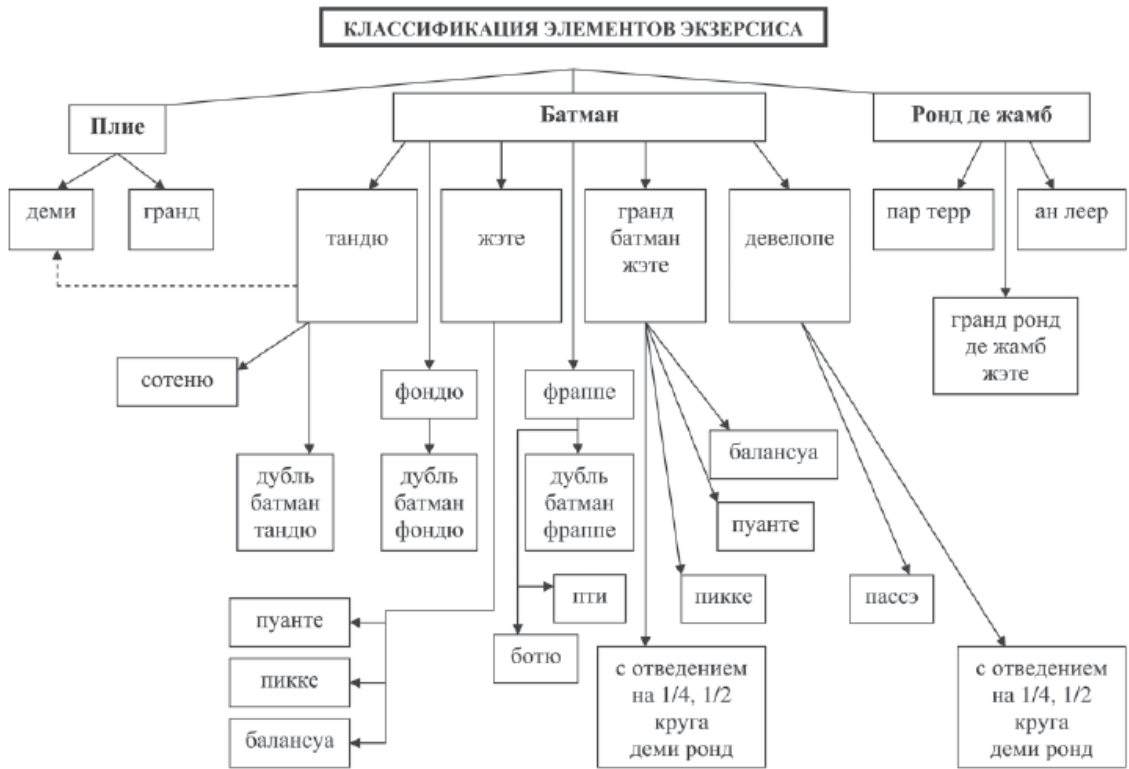 КЛАССИФИКАЦИЯ ЭЛЕМЕНТОВ ЭКЗЕРСИСА
Плие
Батман
Ронд де жамб
деми
гранд
тандю
жэте
гранд
батман
жэте
девелопе
пар терр
ан леер
гранд ронд
де жамб
жэте
сотеню
фондю
фраппе
балансуа
дубль
батман
тандю
дубль
батман
фондю
дубль
батман
фраппе
пуанте
пти
пикке
пассэ
пуанте
ботю
пикке
балансуа
с отведением
на 1/4, 1/2
круга
деми ронд
с отведением
на 1/4, 1/2
круга
деми ронд